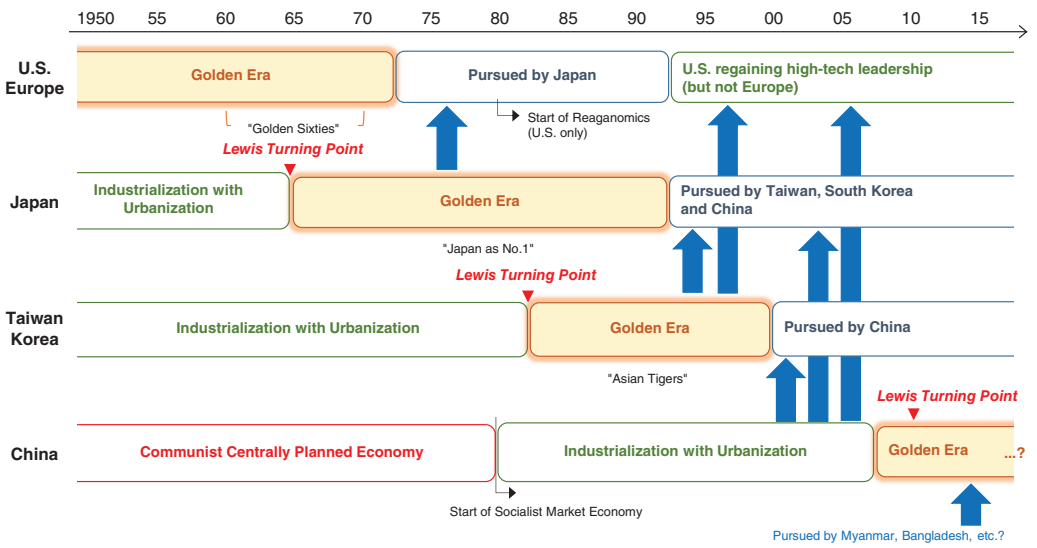 1950 55 60 65 70 75 80 85 90 95 00 05 10 15
U.S.
Europe
Golden Era
Pursued by Japan
U.S. regaining high-tech leadership
(but not Europe)
"Golden Sixties"
Start of Reaganomics
(U.S. only)
Lewis Turning Point
Japan
Industrialization with
Urbanization
Golden Era
Pursued by Taiwan, South Korea
and China
"Japan as No.1"
Lewis Turning Point
Taiwan
Korea
Industrialization with Urbanization
Golden Era
Pursued by China
"Asian Tigers"
Lewis Turning Point
China
Communist Centrally Planned Economy
Industrialization with Urbanization
Golden Era ...?
Start of Socialist Market Economy
Pursued by Myanmar, Bangladesh, etc.?